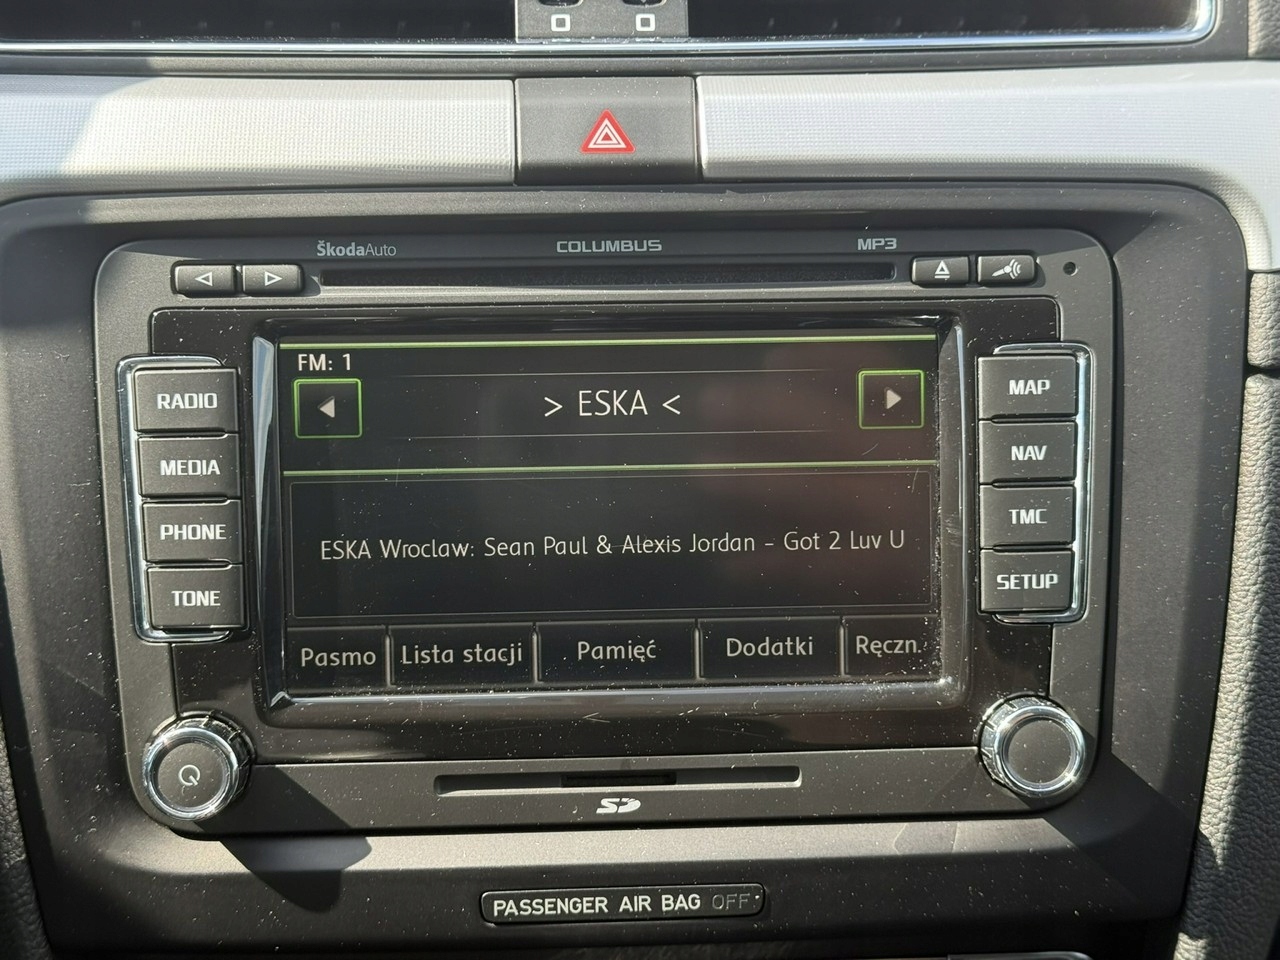 ŠkodaAuto COLUMBUS MP3
FM: 1
> ESKA <
ESKA Wroclaw: Sean Paul & Alexis Jordan - Got 2 Luv U
Pasmo Lista stacji Pamięć Dodatki Ręczn.
RADIO
MEDIA
PHONE
TONE
MAP
NAV
TMC
SETUP
SD
PASSENGER AIR BAG OFF